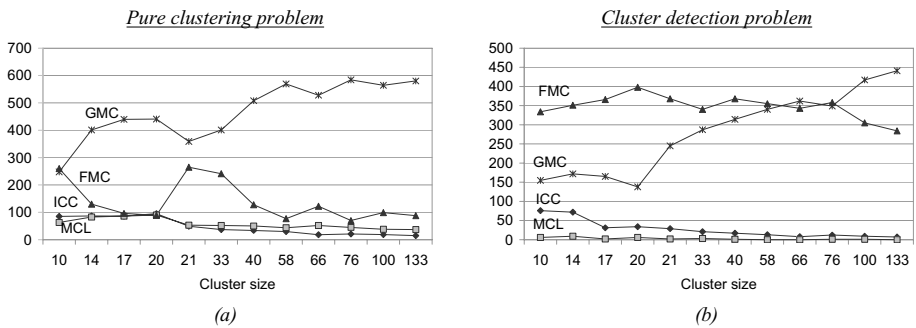 Pure clustering problem
700
600
500
400
300
200
100
0
GMC
FMC
ICC
MCL
10 14 17 20 21 33 40 58 66 76 100 133
Cluster size
(a)
Cluster detection problem
500
450
400
350
300
250
200
150
100
50
0
FMC
GMC
ICC
MCL
10 14 17 20 21 33 40 58 66 76 100 133
Cluster size
(b)